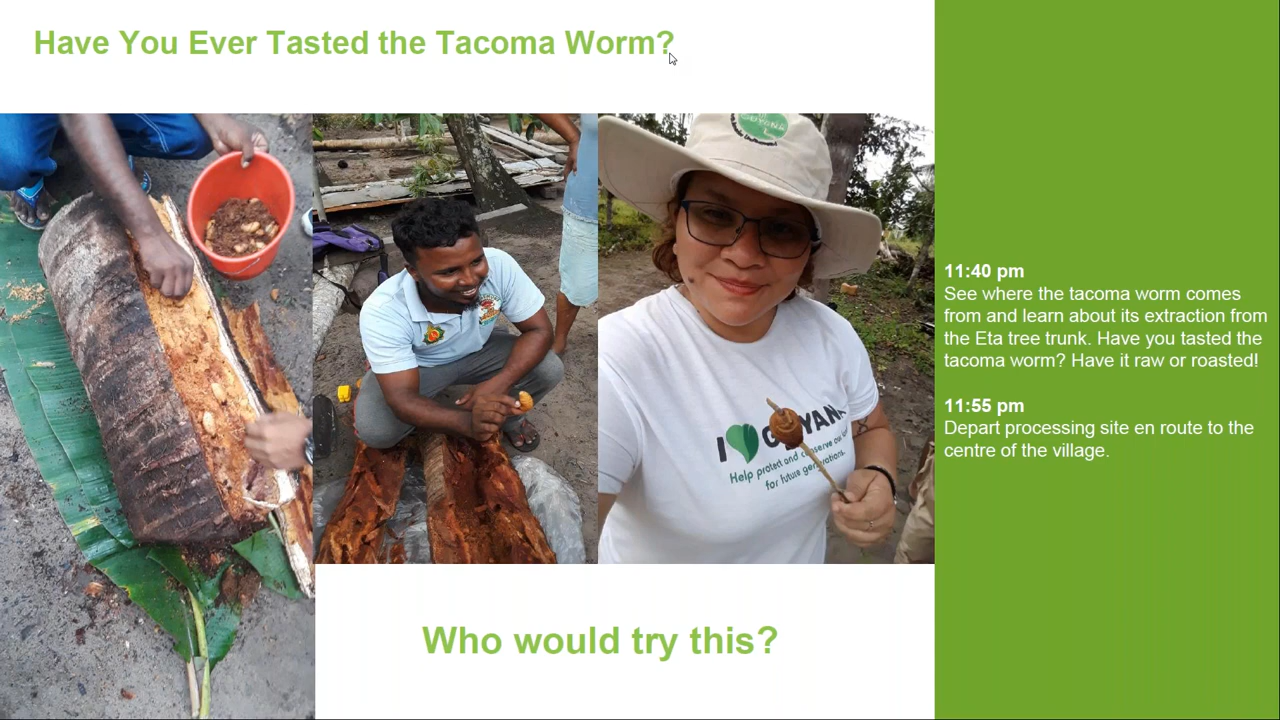 Have You Ever Tasted the Tacoma Worm?
GUYANA
I GUYANA
Help protect and conserve our
for future generations.
11:40 pm
See where the tacoma worm comes
from and learn about its extraction from
the Eta tree trunk. Have you tasted the
tacoma worm? Have it raw or roasted!
11:55 pm
Depart processing site en route to the
centre of the village.
Who would try this?